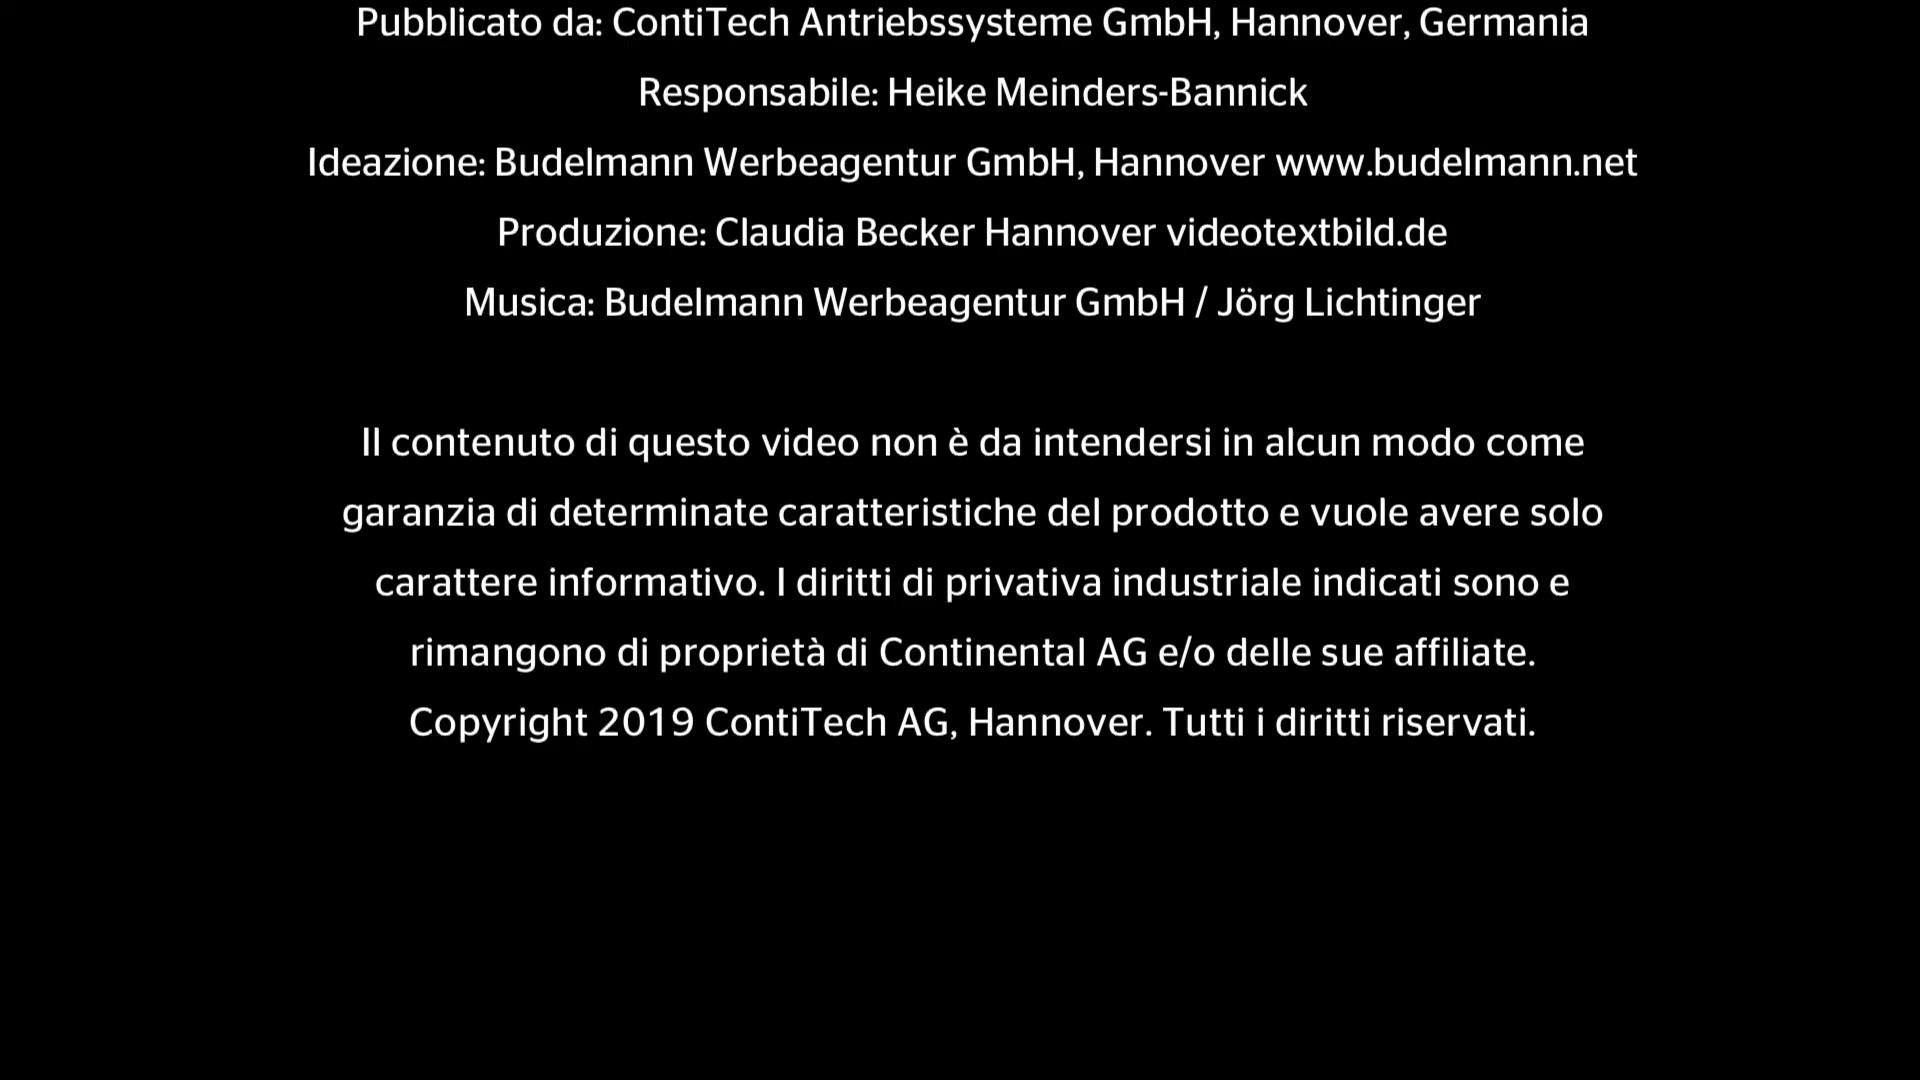 Pubblicato da: ContiTech Antriebssysteme GmbH, Hannover, Germania
Responsabile: Heike Meinders-Bannick
Ideazione: Budelmann Werbeagentur GmbH, Hannover www.budelmann.net
Produzione: Claudia Becker Hannover videotextbild.de
Musica: Budelmann Werbeagentur GmbH / Jörg Lichtinger
Il contenuto di questo video non è da intendersi in alcun modo come
garanzia di determinate caratteristiche del prodotto e vuole avere solo
carattere informativo. I diritti di privativa industriale indicati sono e
rimangono di proprietà di Continental AG e/o delle sue affiliate.
Copyright 2019 ContiTech AG, Hannover. Tutti i diritti riservati.